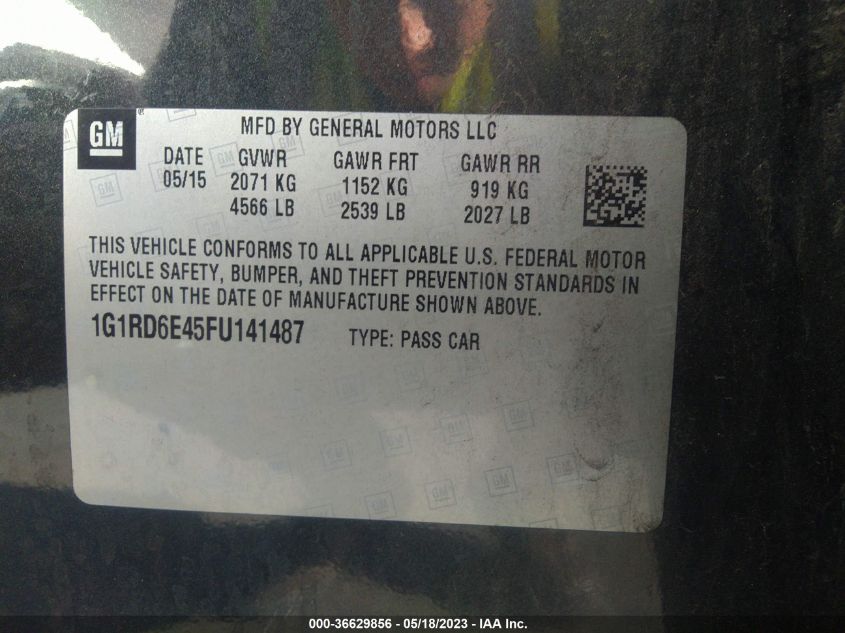 GM ®
MFD BY GENERAL MOTORS LLC
DATE GVWR GAWR FRT GAWR RR
05/15 2071 KG 1152 KG 919 KG
4566 LB 2539 LB 2027 LB
THIS VEHICLE CONFORMS TO ALL APPLICABLE U.S. FEDERAL MOTOR
VEHICLE SAFETY, BUMPER, AND THEFT PREVENTION STANDARDS IN
EFFECT ON THE DATE OF MANUFACTURE SHOWN ABOVE.
1G1RD6E45FU141487 TYPE: PASS CAR
000-36629856 - 05/18/2023 - IAA Inc.